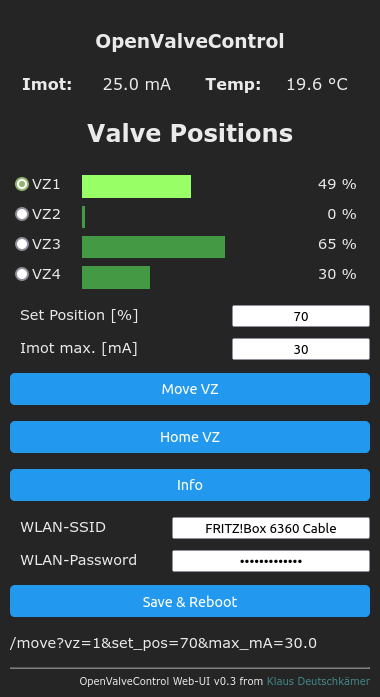 OpenValveControl
Imot: 25.0 mA Temp: 19.6 °C
Valve Positions
VZ1 49 %
VZ2 0 %
VZ3 65 %
VZ4 30 %
Set Position [%] 70
Imot max. [mA] 30
Move VZ
Home VZ
Info
WLAN-SSID FRITZ!Box 6360 Cable
WLAN-Password •••••••••••••
Save & Reboot
/move?vz=1&set_pos=70&max_mA=30.0
OpenValveControl Web-UI v0.3 from Klaus Deutschkämer